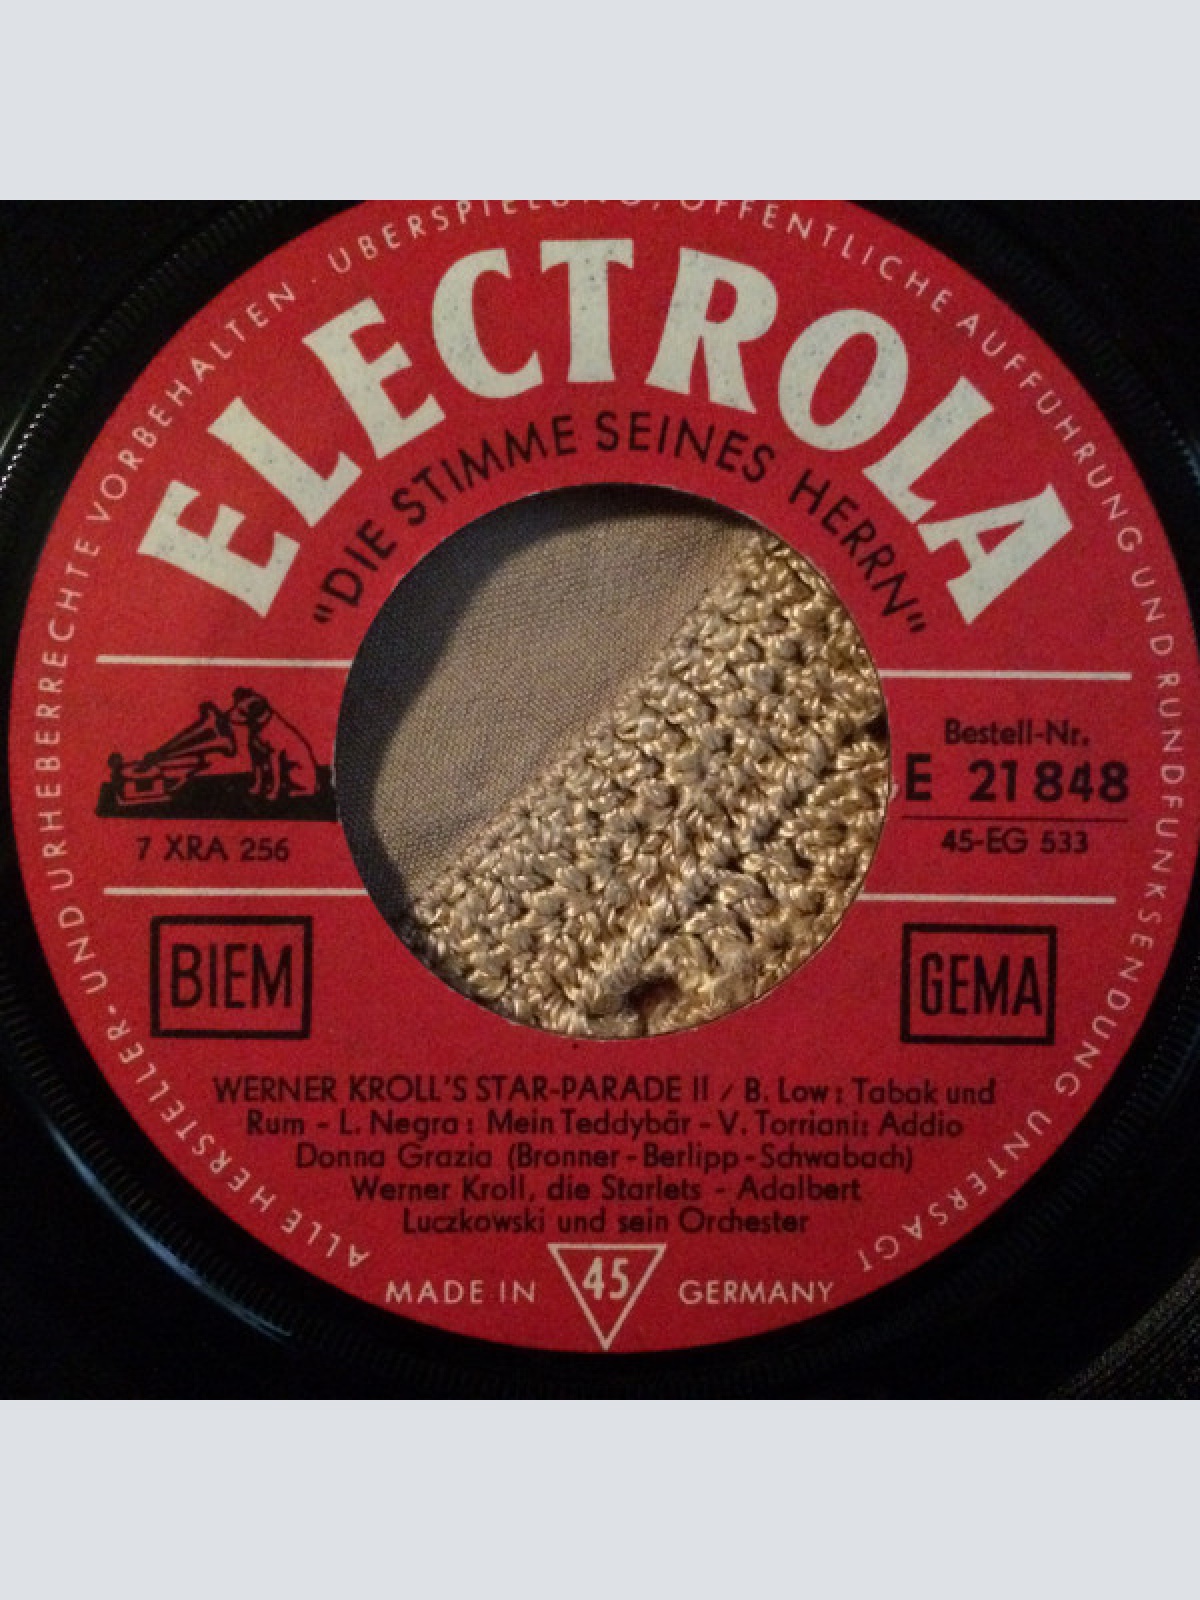 ALLE HERSTELLER- UND URHEBERRECHTE VORBEHALTEN · ÜBERSPIELUNG, ÖFFENTLICHE AUFFÜHRUNG UND RUNDFUNKSENDUNG UNTERSAGT
ELECTROLA
"DIE STIMME SEINES HERRN"
Bestell-Nr.
E 21 848
7 XRA 256
45-EG 533
BIEM
GEMA
WERNER KROLL'S STAR-PARADE II / B. Low: Tabak und
Rum - L. Negra: Mein Teddybär - V. Torriani: Addio
Donna Grazia (Bronner - Berlipp - Schwabach)
Werner Kroll, die Starlets - Adalbert
Luczkowski und sein Orchester
MADE IN 45 GERMANY